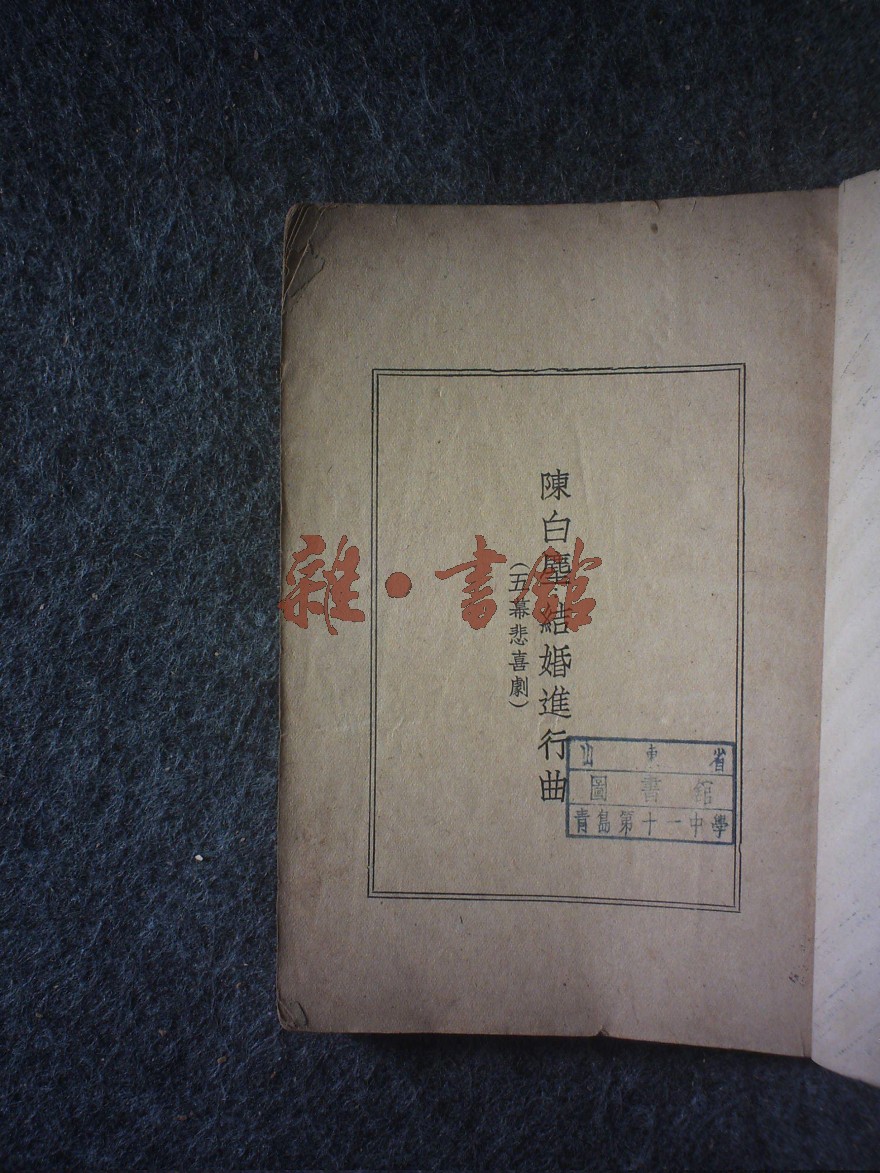 陳白塵 結婚進行曲
(五幕悲喜劇)
雜·書館
山東省
圖書館
青島第十一中學